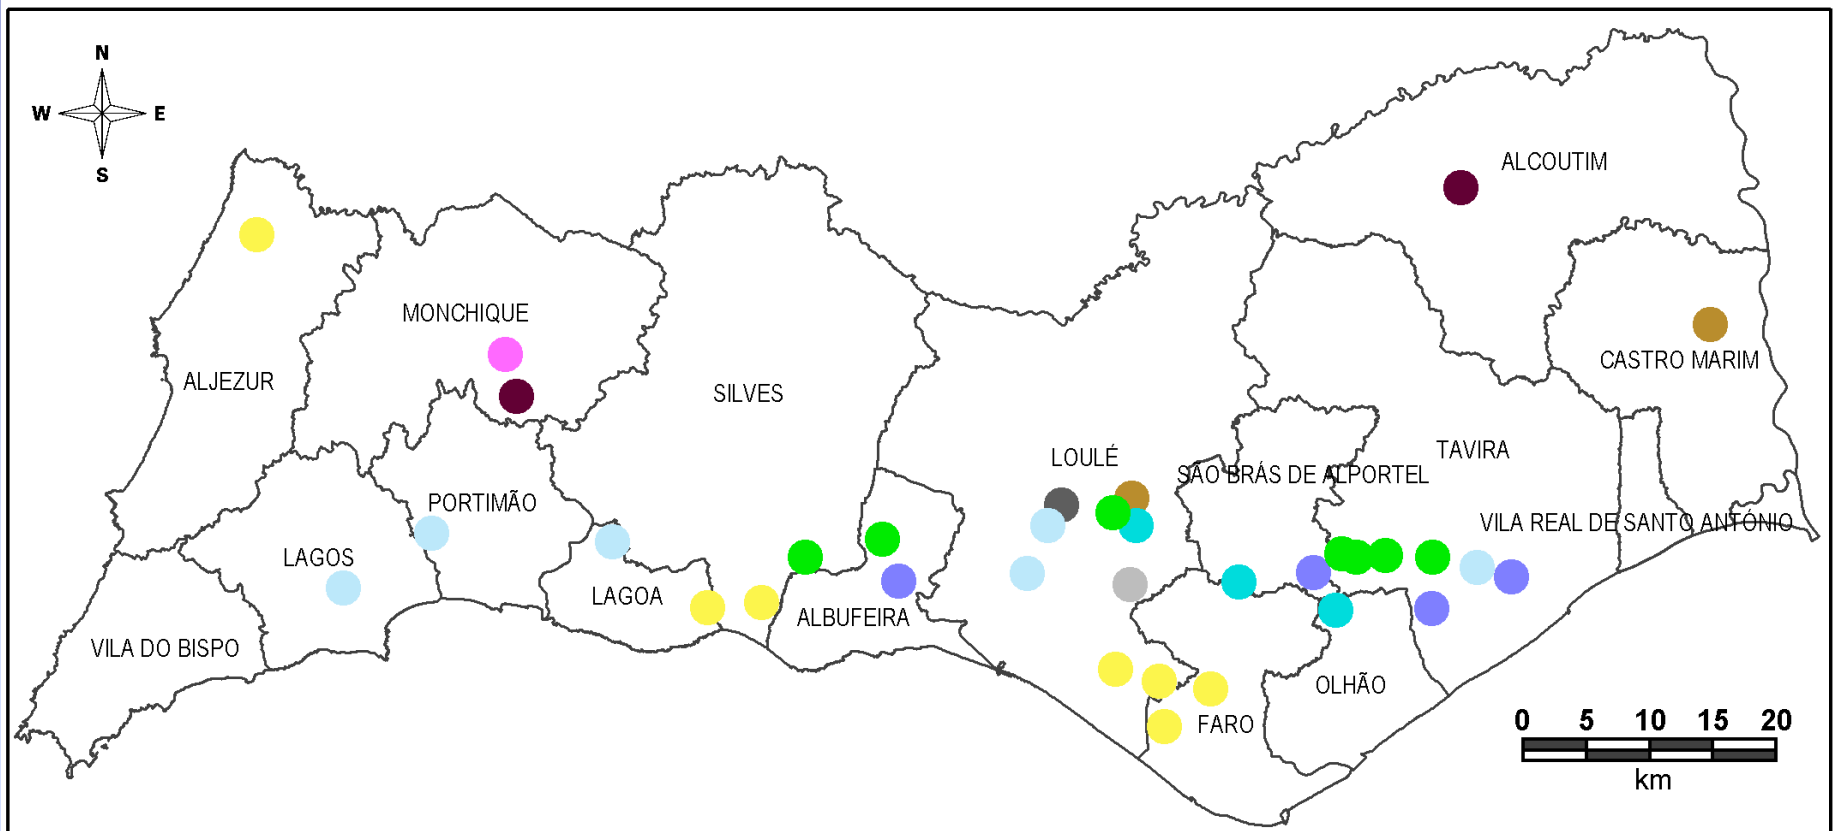 N
W E
S
ALCOUTIM
MONCHIQUE
CASTRO MARIM
ALJEZUR
SILVES
TAVIRA
LOULÉ
SÃO BRÁS DE ALPORTEL
PORTIMÃO
VILA REAL DE SANTO ANTÓNIO
LAGOS
LAGOA
ALBUFEIRA
VILA DO BISPO
OLHÃO
FARO
0 5 10 15 20
km